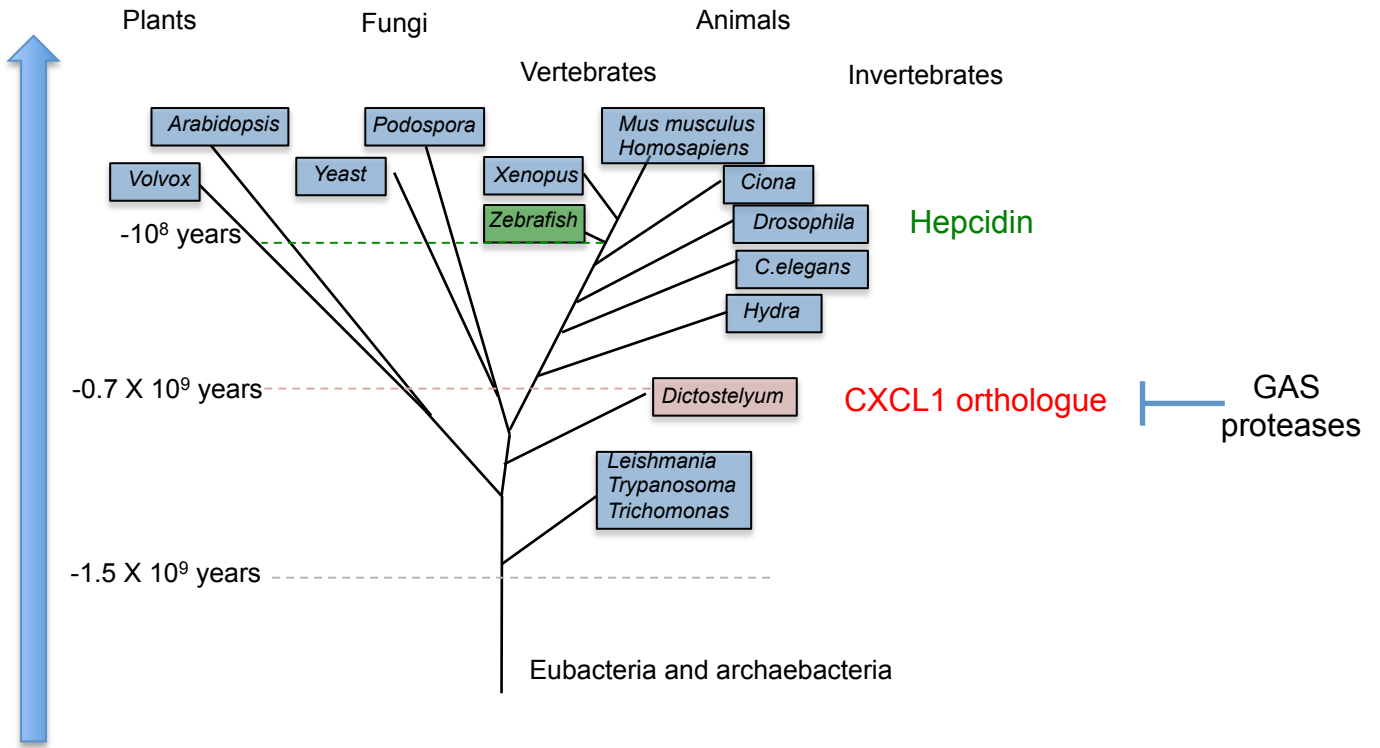 Plants
Fungi
Animals
Vertebrates
Invertebrates
Arabidopsis
Podospora
Mus musculus
Homosapiens
Volvox
Yeast
Xenopus
Ciona
Zebrafish
Drosophila
Hepcidin
-10⁸ years
C.elegans
Hydra
-0.7 X 10⁹ years
Dictostelyum
CXCL1 orthologue
GAS
proteases
Leishmania
Trypanosoma
Trichomonas
-1.5 X 10⁹ years
Eubacteria and archaebacteria